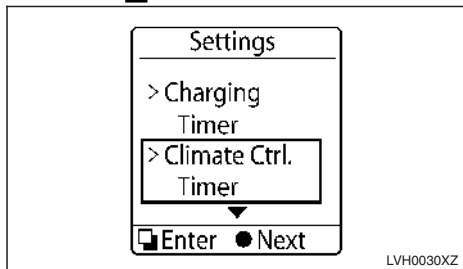 Settings
> Charging
Timer
> Climate Ctrl.
Timer
Enter Next
LVH0030XZ